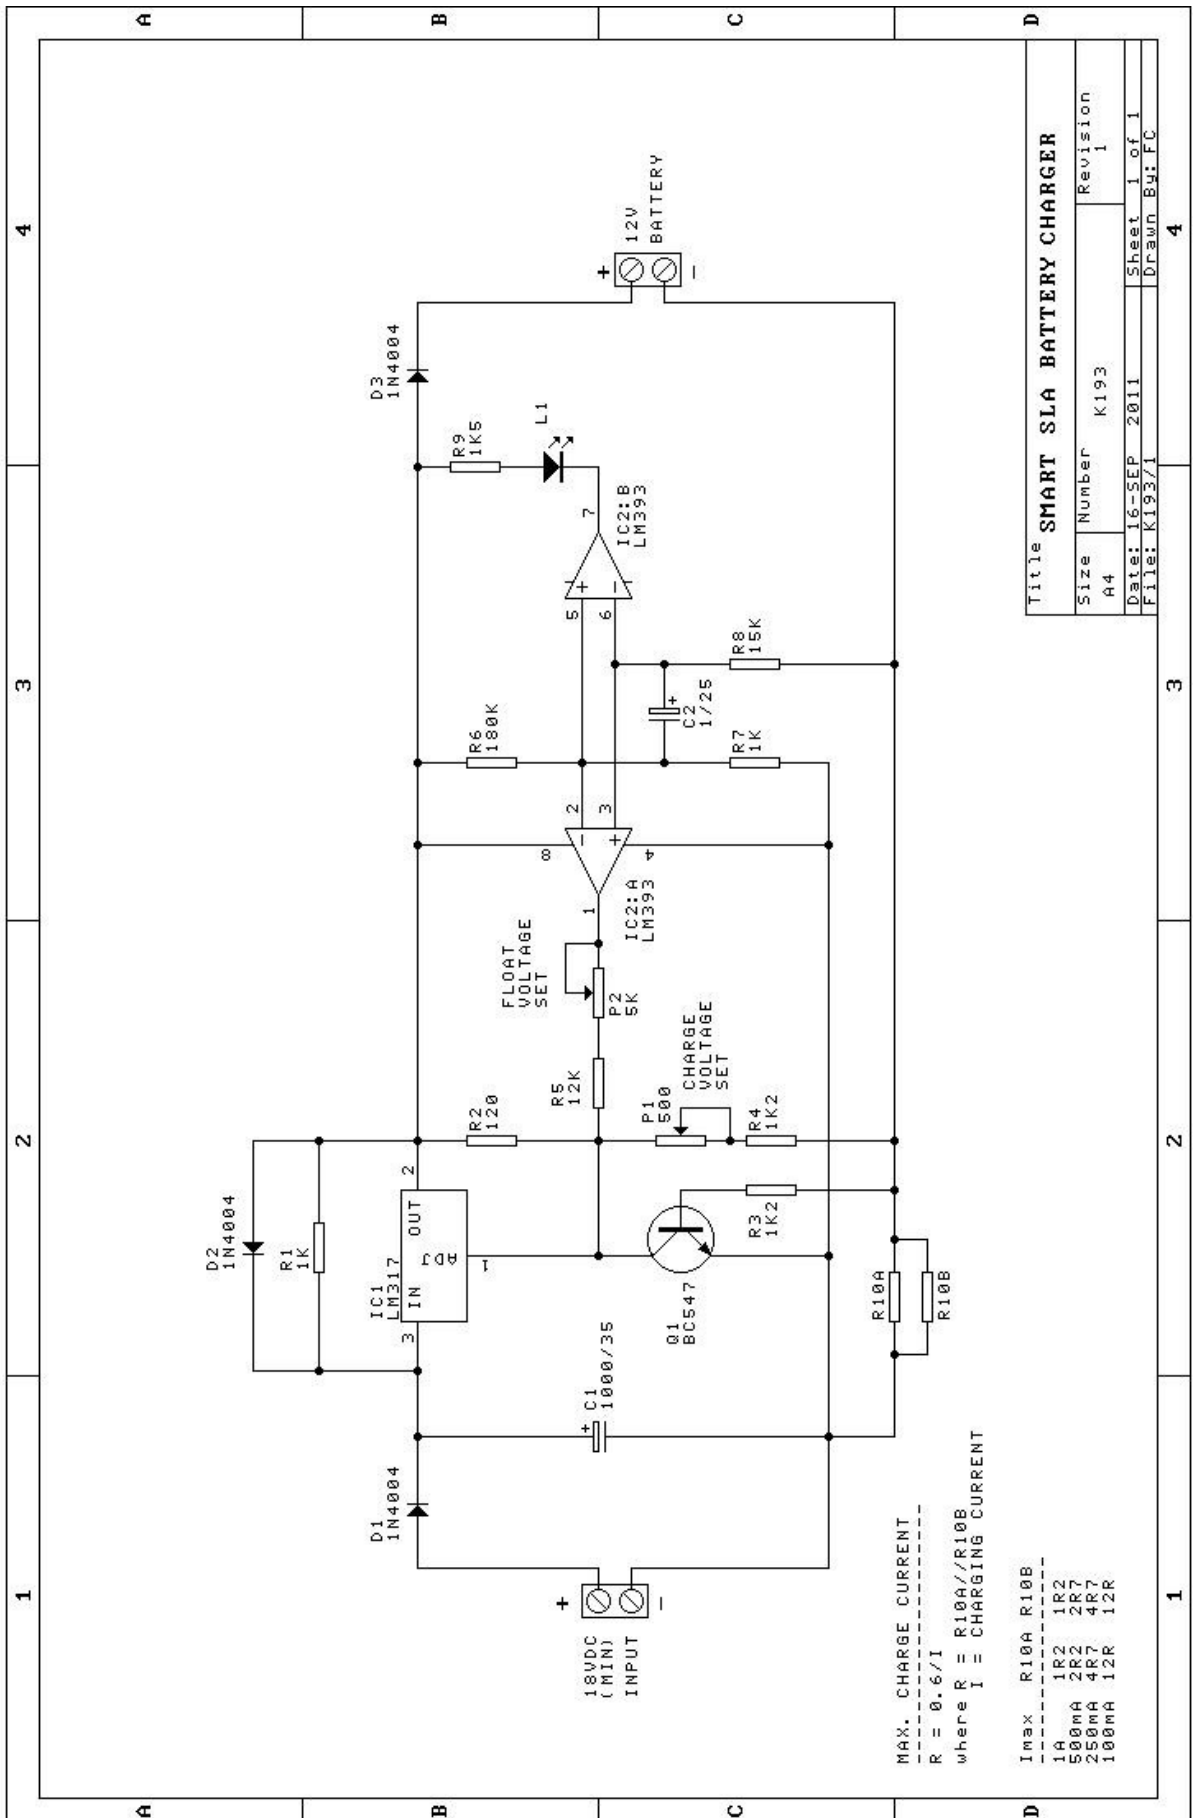 1
2
3
4
A
B
C
D
D2
1N4004
R1
1K
D1
1N4004
IC1
LM317
3
IN
OUT
2
ADJ
1
D3
1N4004
+
18VDC
(MIN)
INPUT
-
+
C1
1000/35
R2
120
R5
12K
FLOAT
VOLTAGE
SET
P2
5K
1
IC2:A
LM393
8
4
2
3
-
+
R6
180K
5
6
+
-
7
IC2:B
LM393
R9
1K5
L1
+
12V
BATTERY
-
Q1
BC547
P1
500
CHARGE
VOLTAGE
SET
R3
1K2
R4
1K2
C2
1/25
+
R7
1K
R8
15K
R10A
R10B
MAX. CHARGE CURRENT
R = 0.6/I
where R = R10A//R10B
I = CHARGING CURRENT
Imax R10A R10B
1A 1R2 1R2
500MA 2R2 2R7
250MA 4R7 4R7
100MA 12R 12R
Title
SMART SLA BATTERY CHARGER
Size Number Revision
A4 K193 1
Date: 16-SEP 2011 Sheet 1 of 1
File: K193/1 Drawn By: FC
A
B
C
D
1
2
3
4